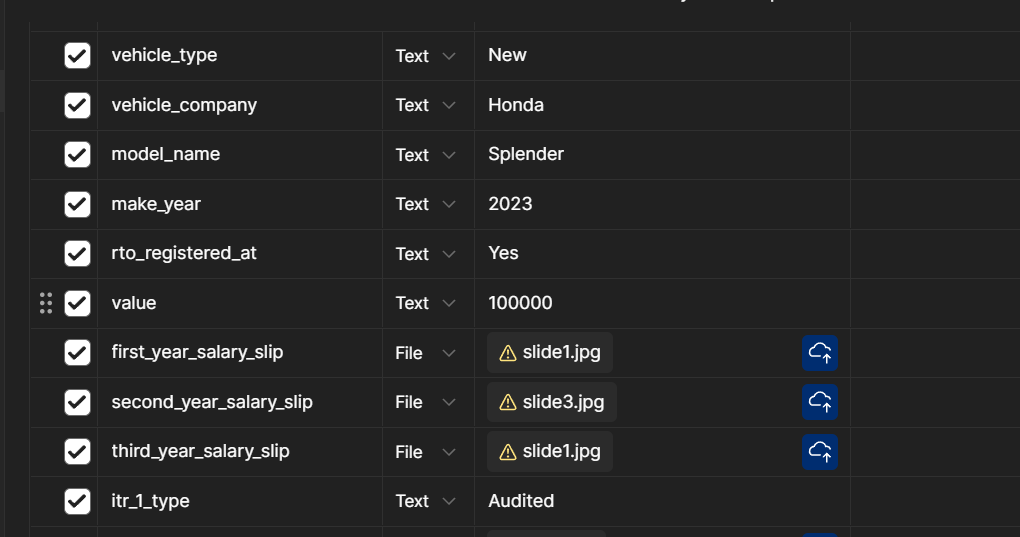 vehicle_type Text New
vehicle_company Text Honda
model_name Text Splender
make_year Text 2023
rto_registered_at Text Yes
value Text 100000
first_year_salary_slip File slide1.jpg
second_year_salary_slip File slide3.jpg
third_year_salary_slip File slide1.jpg
itr_1_type Text Audited